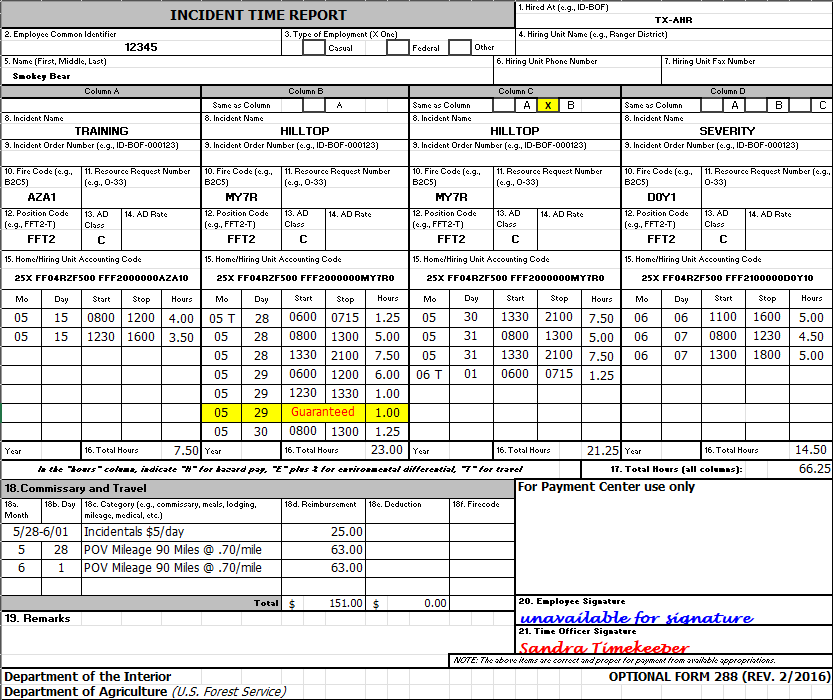 INCIDENT TIME REPORT
1. Hired At (e.g., ID-BOF)
TX-AHR
2. Employee Common Identifier
12345
3. Type of Employment (X One)
Casual Federal Other
4. Hiring Unit Name (e.g., Ranger District)
5. Name (First, Middle, Last)
Smokey Bear
6. Hiring Unit Phone Number
7. Hiring Unit Fax Number
Column A Column B Column C Column D
Same as Column A Same as Column A X B Same as Column A B C
8. Incident Name 8. Incident Name 8. Incident Name 8. Incident Name
TRAINING HILLTOP HILLTOP SEVERITY
9. Incident Order Number (e.g., ID-BOF-000123) 9. Incident Order Number (e.g., ID-BOF-000123) 9. Incident Order Number (e.g., ID-BOF-000123) 9. Incident Order Number (e.g., ID-BOF-000123)
10. Fire Code (e.g., 11. Resource Request Number 10. Fire Code (e.g., 11. Resource Request Number 10. Fire Code (e.g., 11. Resource Request Number 10. Fire Code (e.g., 11. Resource Request Number (e.g.,
B2C5) (e.g., O-33) B2C5) (e.g., O-33) B2C5) (e.g., O-33) B2C5) O-33)
AZA1 MY7R MY7R D0Y1
12. Position Code 13. AD 14. AD Rate 12. Position Code 13. AD 14. AD Rate 12. Position Code 13. AD 14. AD Rate 12. Position Code 13. AD 14. AD Rate
(e.g., FFT2-T) Class (e.g., FFT2-T) Class (e.g., FFT2-T) Class (e.g., FFT2-T) Class
FFT2 C FFT2 C FFT2 C FFT2 C
15. Home/Hiring Unit Accounting Code 15. Home/Hiring Unit Accounting Code 15. Home/Hiring Unit Accounting Code 15. Home/Hiring Unit Accounting Code
25X FF04RZF500 FFF2000000AZA10 25X FF04RZF500 FFF2000000MY7R0 25X FF04RZF500 FFF2000000MY7R0 25X FF04RZF500 FFF2100000D0Y10
Mo Day Start Stop Hours Mo Day Start Stop Hours Mo Day Start Stop Hours Mo Day Start Stop Hours
05 15 0800 1200 4.00 05 T 28 0600 0715 1.25 05 30 1330 2100 7.50 06 06 1100 1600 5.00
05 15 1230 1600 3.50 05 28 0800 1300 5.00 05 31 0800 1300 5.00 06 07 0800 1230 4.50
05 28 1330 2100 7.50 05 31 1330 2100 7.50 06 07 1300 1800 5.00
05 29 0600 1200 6.00 06 T 01 0600 0715 1.25
05 29 1230 1330 1.00
05 29 Guaranteed 1.00
05 30 0800 1300 1.25
Year 16. Total Hours 7.50 Year 16. Total Hours 23.00 Year 16. Total Hours 21.25 Year 16. Total Hours 14.50
In the "hours" column, indicate "H" for hazard pay, "E" plus % for environmental differential, "T" for travel 17. Total Hours (all columns): 66.25
18. Commissary and Travel
For Payment Center use only
18a. 18b. Day 18c. Category (e.g., commissary, meals, lodging, 18d. Reimbursement 18e. Deduction 18f. Firecode
Month mileage, medical, etc.)
5/28-6/01 Incidentals $5/day 25.00
5 28 POV Mileage 90 Miles @ .70/mile 63.00
6 1 POV Mileage 90 Miles @ .70/mile 63.00
Total $ 151.00 $ 0.00
20. Employee Signature
unavailable for signature
19. Remarks
21. Time Officer Signature
Sandra Timekeeper
NOTE: The above items are correct and proper for payment from available appropriations.
Department of the Interior OPTIONAL FORM 288 (REV. 2/2016)
Department of Agriculture (U.S. Forest Service)